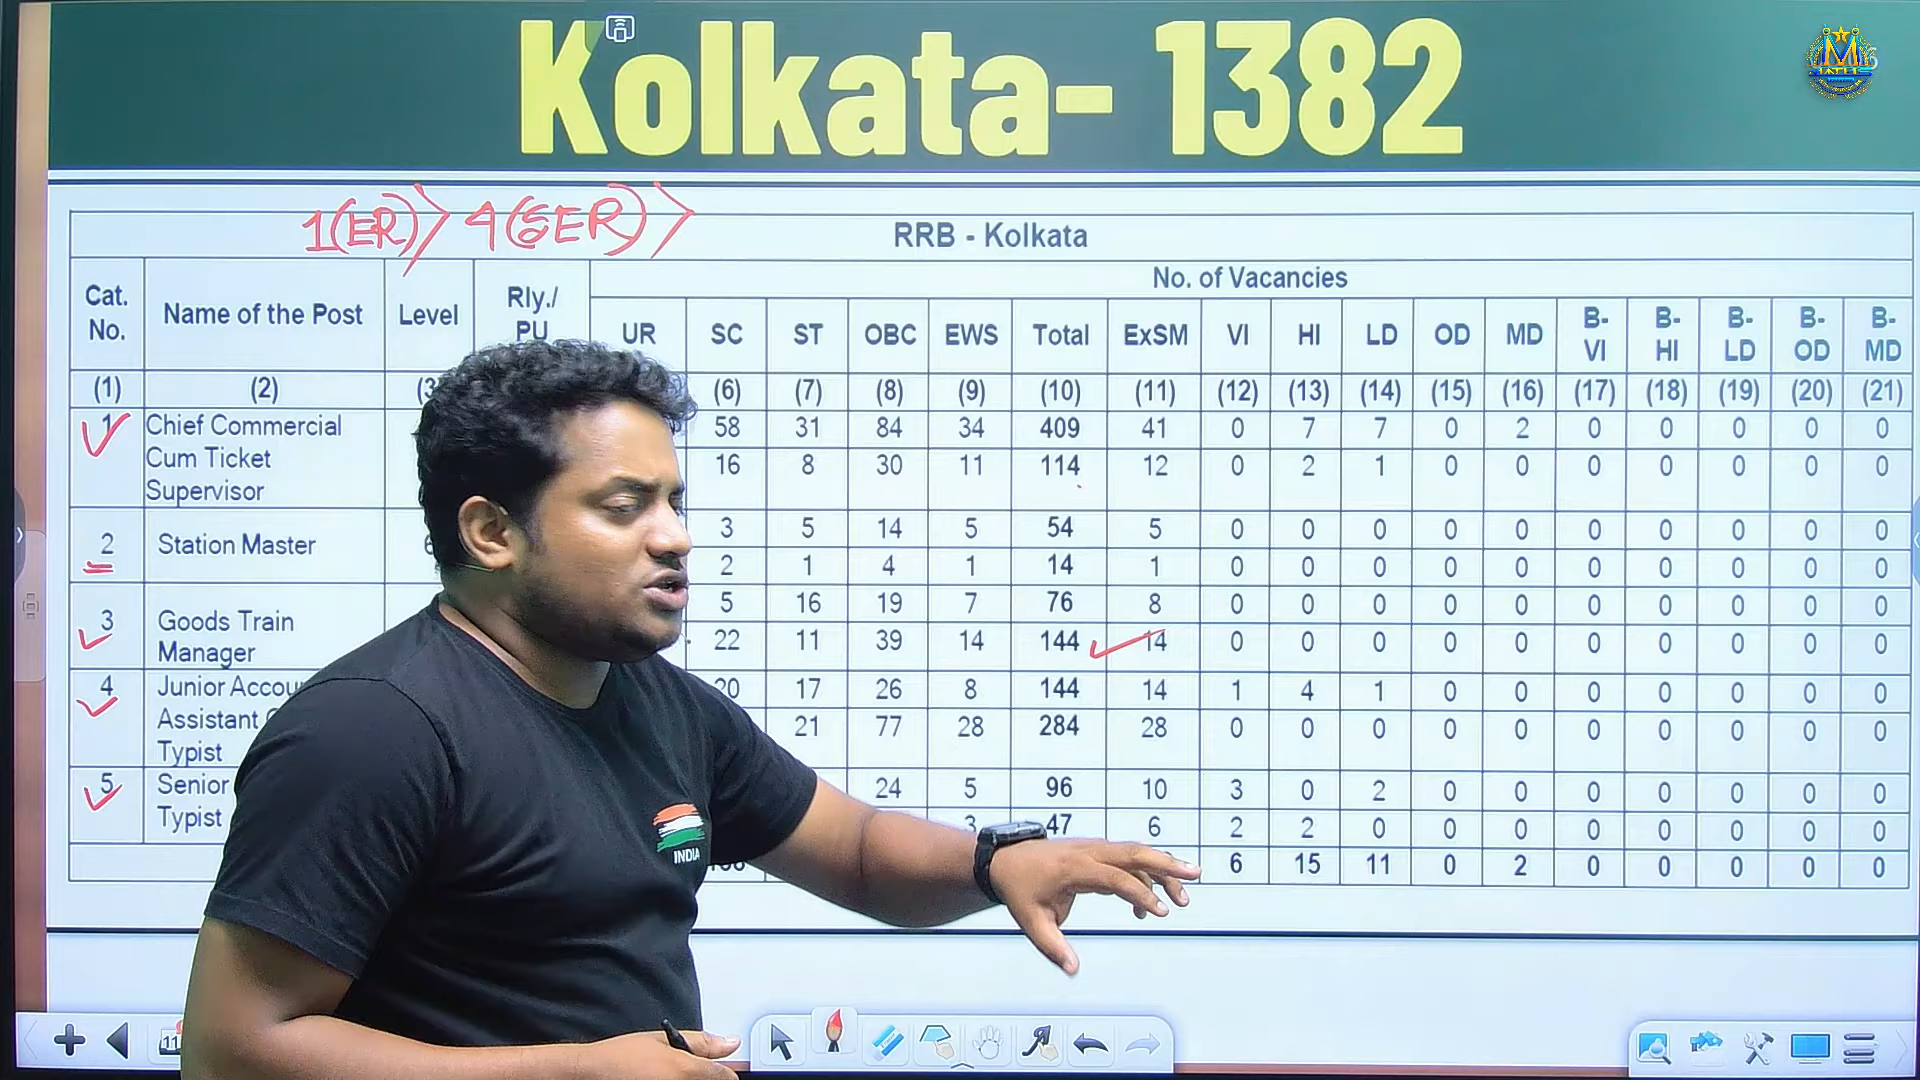 Kolkata- 1382
1(ER) > 4(SER) >
RRB - Kolkata
Cat. No. Name of the Post Level Rly./ PU No. of Vacancies
UR SC ST OBC EWS Total ExSM VI HI LD OD MD B-VI B-HI B-LD B-OD B-MD
(1) (2) (6) (7) (8) (9) (10) (11) (12) (13) (14) (15) (16) (17) (18) (19) (20) (21)
1 Chief Commercial 58 31 84 34 409 41 0 7 7 0 2 0 0 0 0 0
Cum Ticket 16 8 30 11 114 12 0 2 1 0 0 0 0 0 0 0
Supervisor
2 Station Master 3 5 14 5 54 5 0 0 0 0 0 0 0 0 0 0
2 1 4 1 14 1 0 0 0 0 0 0 0 0 0 0
3 Goods Train 5 16 19 7 76 8 0 0 0 0 0 0 0 0 0 0
Manager 22 11 39 14 144 14 0 0 0 0 0 0 0 0 0 0
4 Junior 20 17 26 8 144 14 1 4 1 0 0 0 0 0 0 0
Assistant 21 77 28 284 28 0 0 0 0 0 0 0 0 0 0
Typist
5 Senior 24 5 96 10 3 0 2 0 0 0 0 0 0 0
Typist 3 47 6 2 2 0 0 0 0 0 0 0 0
6 15 11 0 2 0 0 0 0 0
INDIA
11